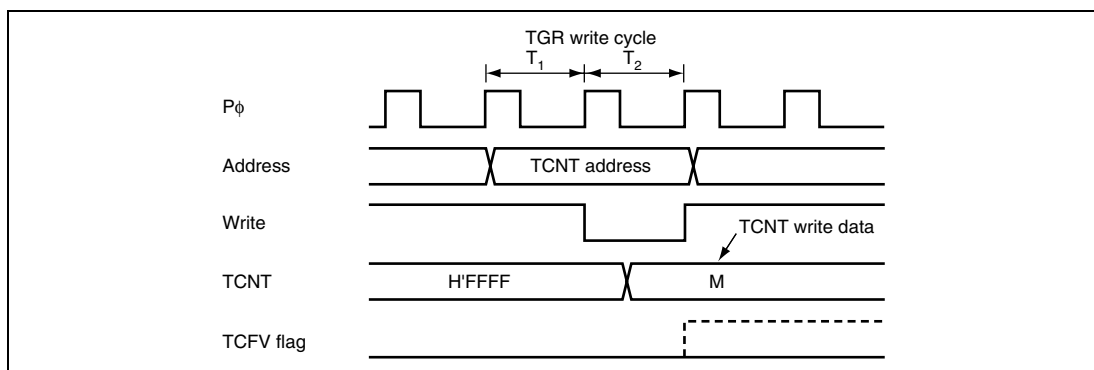 TGR write cycle
T1 T2
Pϕ
Address TCNT address
Write
TCNT write data
TCNT H'FFFF M
TCFV flag